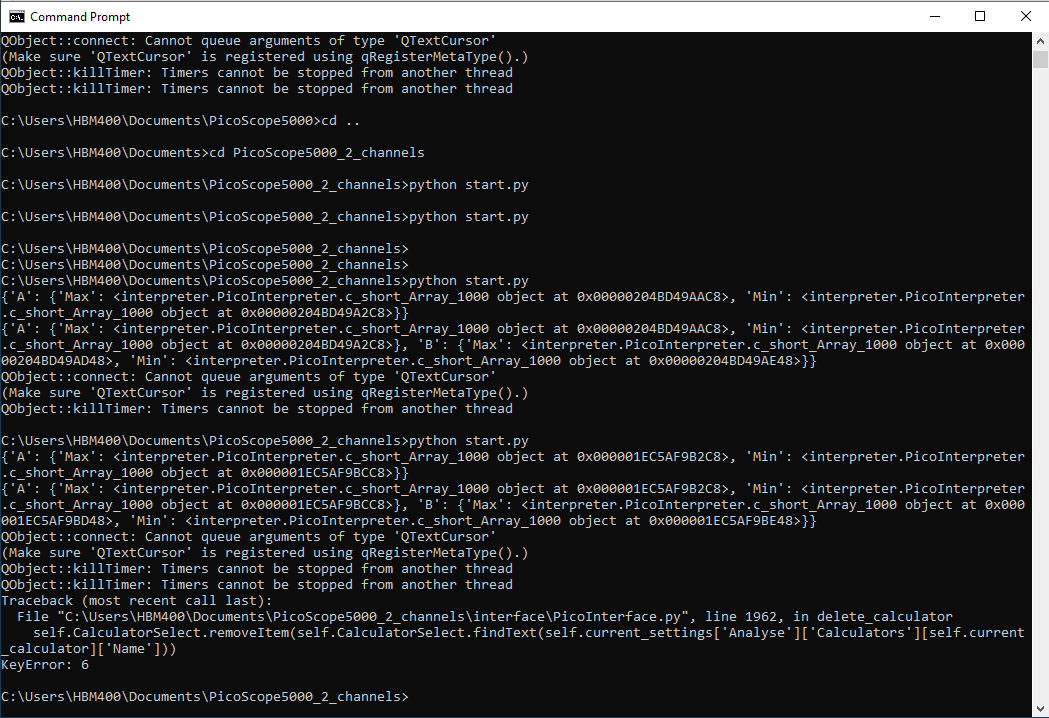 Command Prompt
QObject::connect: Cannot queue arguments of type 'QTextCursor'
(Make sure 'QTextCursor' is registered using qRegisterMetaType().)
QObject::killTimer: Timers cannot be stopped from another thread
QObject::killTimer: Timers cannot be stopped from another thread
C:\Users\HBM400\Documents\PicoScope5000>cd ..
C:\Users\HBM400\Documents>cd PicoScope5000_2_channels
C:\Users\HBM400\Documents\PicoScope5000_2_channels>python start.py
C:\Users\HBM400\Documents\PicoScope5000_2_channels>python start.py
C:\Users\HBM400\Documents\PicoScope5000_2_channels>
C:\Users\HBM400\Documents\PicoScope5000_2_channels>
C:\Users\HBM400\Documents\PicoScope5000_2_channels>python start.py
{'A': {'Max': <interpreter.PicoInterpreter.c_short_Array_1000 object at 0x00000204BD49AAC8>, 'Min': <interpreter.PicoInterpreter
.c_short_Array_1000 object at 0x00000204BD49A2C8>}}
{'A': {'Max': <interpreter.PicoInterpreter.c_short_Array_1000 object at 0x00000204BD49AAC8>, 'Min': <interpreter.PicoInterpreter
.c_short_Array_1000 object at 0x00000204BD49A2C8>}, 'B': {'Max': <interpreter.PicoInterpreter.c_short_Array_1000 object at 0x000
00204BD49AD48>, 'Min': <interpreter.PicoInterpreter.c_short_Array_1000 object at 0x00000204BD49AE48>}}
QObject::connect: Cannot queue arguments of type 'QTextCursor'
(Make sure 'QTextCursor' is registered using qRegisterMetaType().)
QObject::killTimer: Timers cannot be stopped from another thread
C:\Users\HBM400\Documents\PicoScope5000_2_channels>python start.py
{'A': {'Max': <interpreter.PicoInterpreter.c_short_Array_1000 object at 0x000001EC5AF9B2C8>, 'Min': <interpreter.PicoInterpreter
.c_short_Array_1000 object at 0x000001EC5AF9BCC8>}}
{'A': {'Max': <interpreter.PicoInterpreter.c_short_Array_1000 object at 0x000001EC5AF9B2C8>, 'Min': <interpreter.PicoInterpreter
.c_short_Array_1000 object at 0x000001EC5AF9BCC8>}, 'B': {'Max': <interpreter.PicoInterpreter.c_short_Array_1000 object at 0x000
001EC5AF9BD48>, 'Min': <interpreter.PicoInterpreter.c_short_Array_1000 object at 0x000001EC5AF9BE48>}}
QObject::connect: Cannot queue arguments of type 'QTextCursor'
(Make sure 'QTextCursor' is registered using qRegisterMetaType().)
QObject::killTimer: Timers cannot be stopped from another thread
QObject::killTimer: Timers cannot be stopped from another thread
Traceback (most recent call last):
  File "C:\Users\HBM400\Documents\PicoScope5000_2_channels\interface\PicoInterface.py", line 1962, in delete_calculator
    self.CalculatorSelect.removeItem(self.CalculatorSelect.findText(self.current_settings['Analyse']['Calculators'][self.current
_calculator]['Name']))
KeyError: 6
C:\Users\HBM400\Documents\PicoScope5000_2_channels>